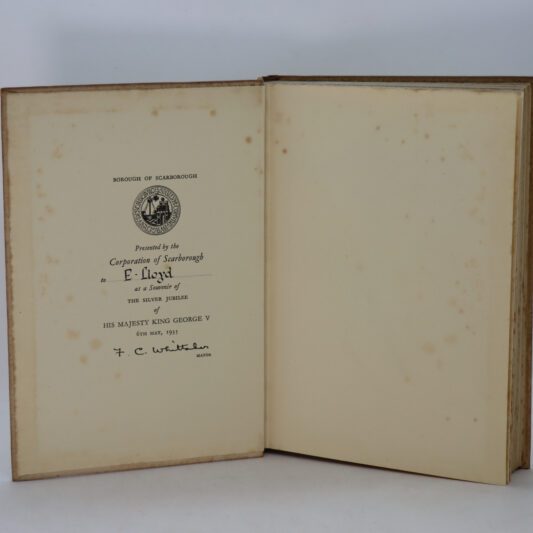 BOROUGH OF SCARBOROUGH
Presented by the
Corporation of Scarborough
to E. Lloyd
as a Souvenir of
THE SILVER JUBILEE
of
HIS MAJESTY KING GEORGE V
6TH MAY, 1935
F. C. Whittaker
MAYOR